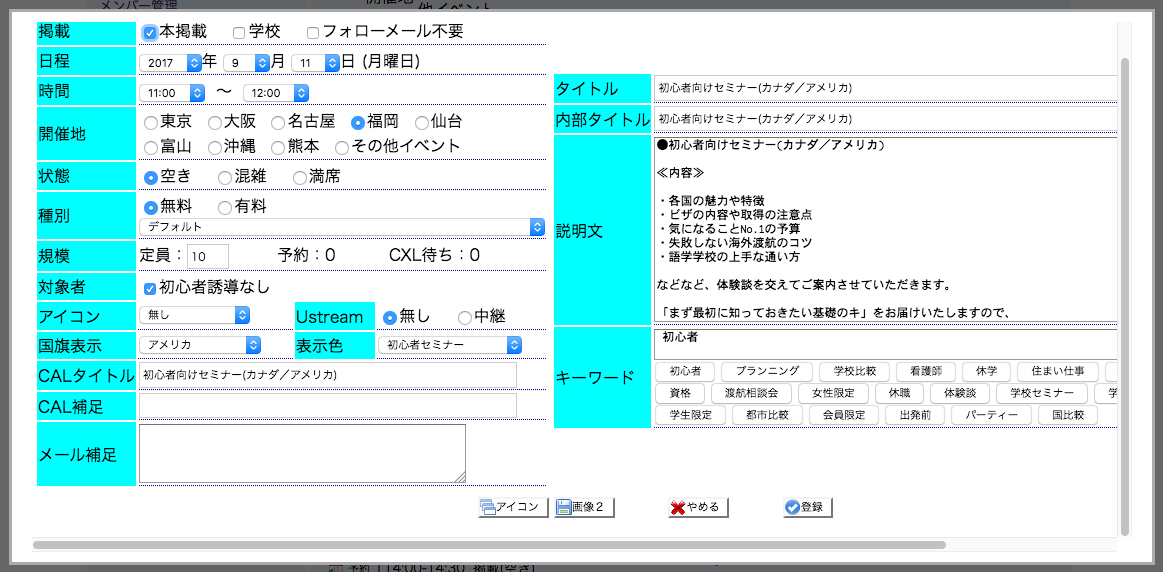 メンバー管理
掲載 本掲載 学校 フォローメール不要
日程 2017 年 9 月 11 日 (月曜日)
時間 11:00 〜 12:00
開催地 東京 大阪 名古屋 福岡 仙台
富山 沖縄 熊本 その他イベント
状態 空き 混雑 満席
種別 無料 有料
デフォルト
規模 定員：10 予約：0 CXL待ち：0
対象者 初心者誘導なし
アイコン 無し Ustream 無し 中継
国旗表示 アメリカ 表示色 初心者セミナー
CALタイトル 初心者向けセミナー(カナダ／アメリカ)
CAL補足
メール補足
タイトル 初心者向けセミナー(カナダ／アメリカ)
内部タイトル 初心者向けセミナー(カナダ／アメリカ)
説明文
●初心者向けセミナー(カナダ／アメリカ)
≪内容≫
・各国の魅力や特徴
・ビザの内容や取得の注意点
・気になることNo.1の予算
・失敗しない海外渡航のコツ
・語学学校の上手な通い方
などなど、体験談を交えてご案内させていただきます。
「まず最初に知っておきたい基礎のキ」をお届けいたしますので、
キーワード
初心者
初心者 プランニング 学校比較 看護師 休学 住まい仕事
資格 渡航相談会 女性限定 休職 体験談 学校セミナー 学
学生限定 都市比較 会員限定 出発前 パーティー 国比較
アイコン 画像２ やめる 登録
予約 14:00-14:30 掲載(空き)